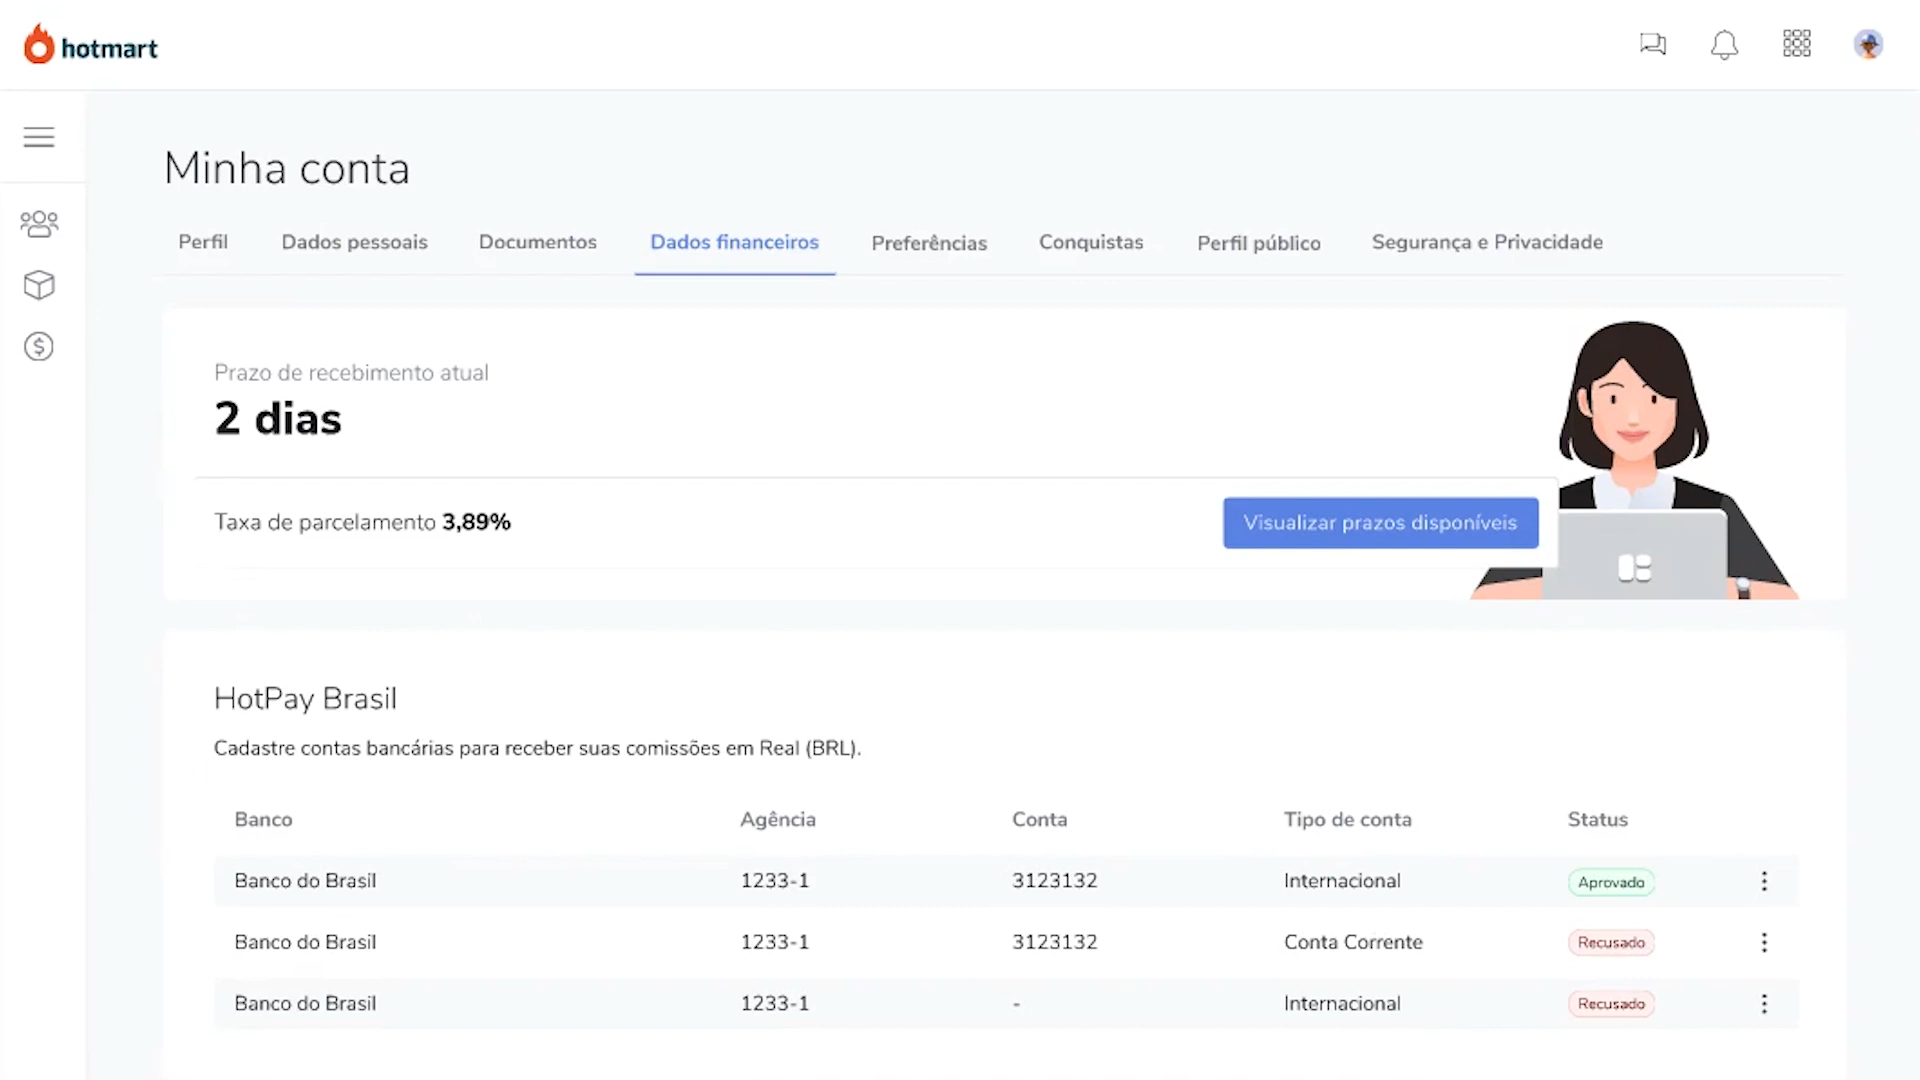 hotmart
Minha conta
Perfil Dados pessoais Documentos Dados financeiros Preferências Conquistas Perfil público Segurança e Privacidade
Prazo de recebimento atual
2 dias
Taxa de parcelamento 3,89%
Visualizar prazos disponíveis
HotPay Brasil
Cadastre contas bancárias para receber suas comissões em Real (BRL).
Banco Agência Conta Tipo de conta Status
Banco do Brasil 1233-1 3123132 Internacional Aprovado
Banco do Brasil 1233-1 3123132 Conta Corrente Recusado
Banco do Brasil 1233-1 - Internacional Recusado